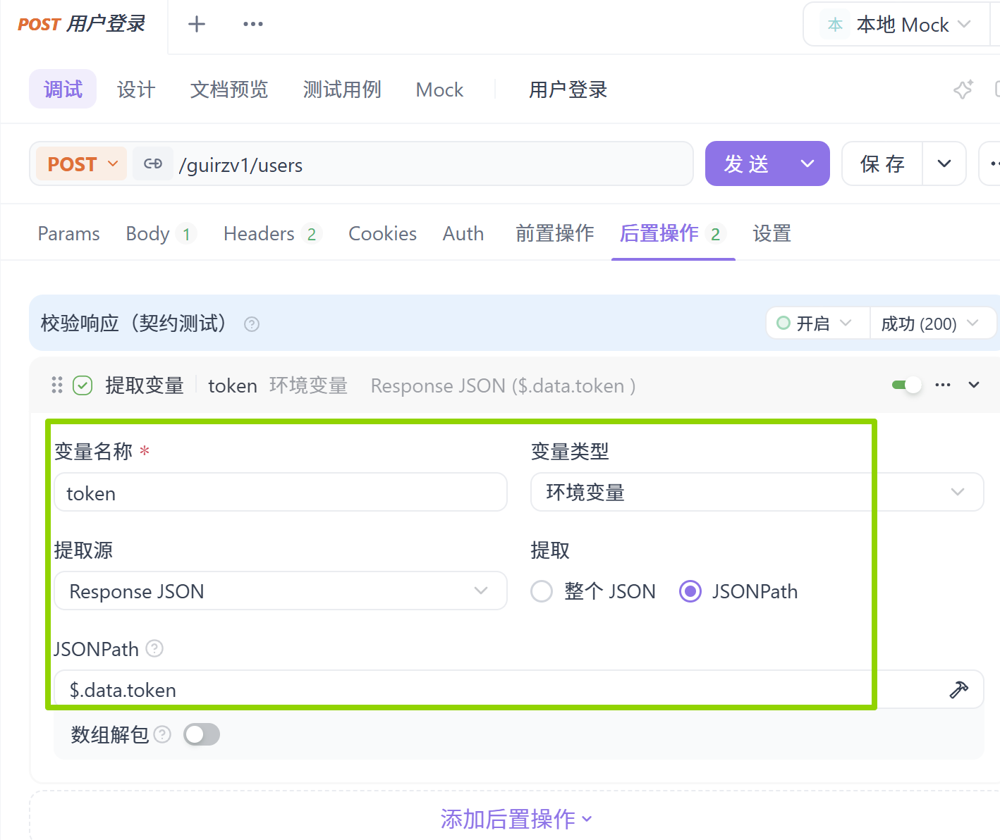 POST 用户登录
本 本地 Mock
调试 设计 文档预览 测试用例 Mock 用户登录
POST /guirzv1/users 发 送 保 存
Params Body 1 Headers 2 Cookies Auth 前置操作 后置操作 2 设置
校验响应（契约测试） 开启 成功 (200)
提取变量 token 环境变量 Response JSON ($.data.token )
变量名称 * 变量类型
token 环境变量
提取源 提取
Response JSON 整个 JSON JSONPath
JSONPath
$.data.token
数组解包
添加后置操作